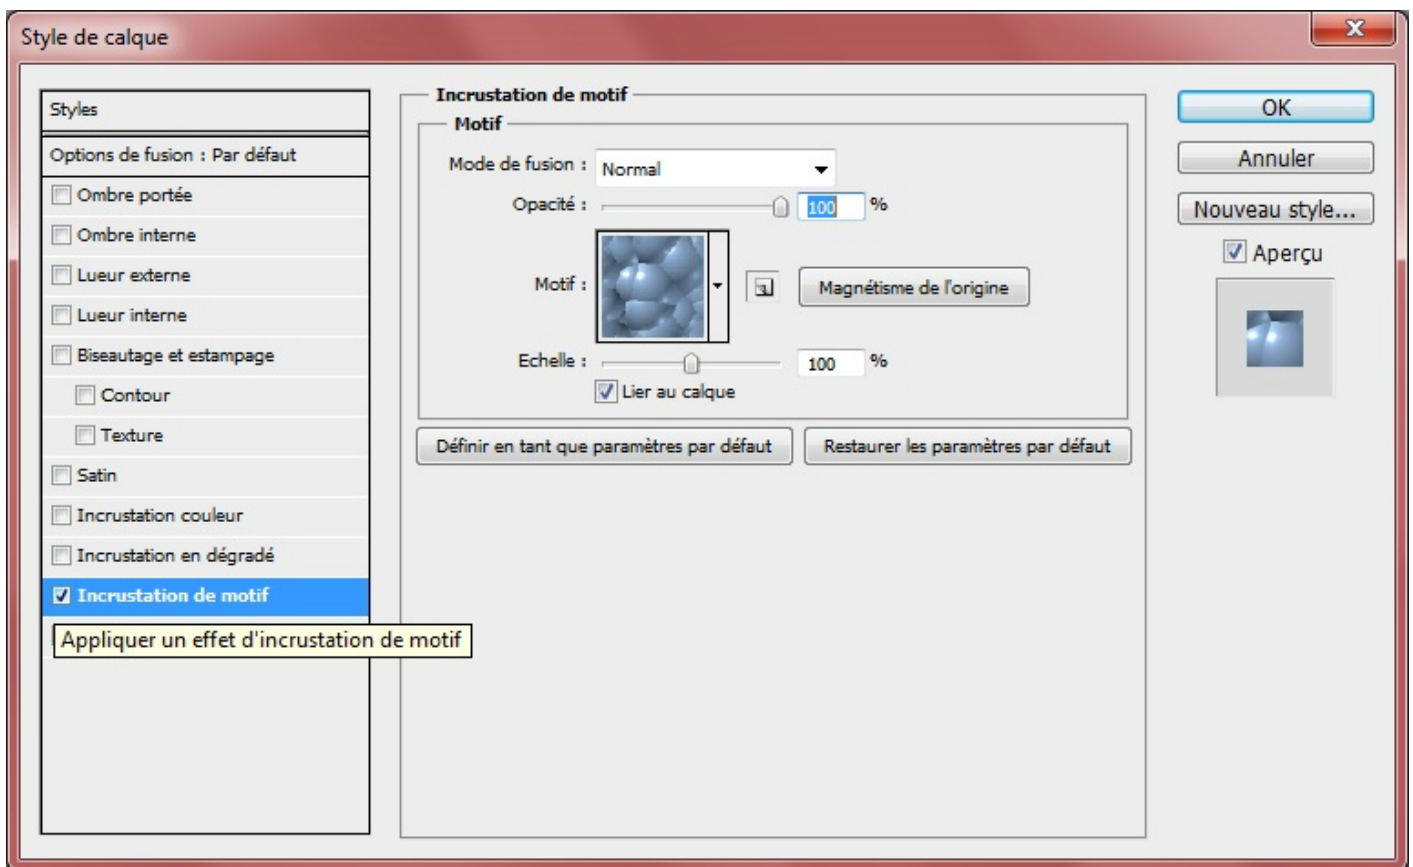 Style de calque
Styles
Options de fusion : Par défaut
Ombre portée
Ombre interne
Lueur externe
Lueur interne
Biseautage et estampage
Contour
Texture
Satin
Incrustation couleur
Incrustation en dégradé
Incrustation de motif
Appliquer un effet d'incrustation de motif
Incrustation de motif
Motif
Mode de fusion : Normal
Opacité : 100 %
Motif : Magnétisme de l'origine
Echelle : 100 %
Lier au calque
Définir en tant que paramètres par défaut Restaurer les paramètres par défaut
OK
Annuler
Nouveau style...
Aperçu